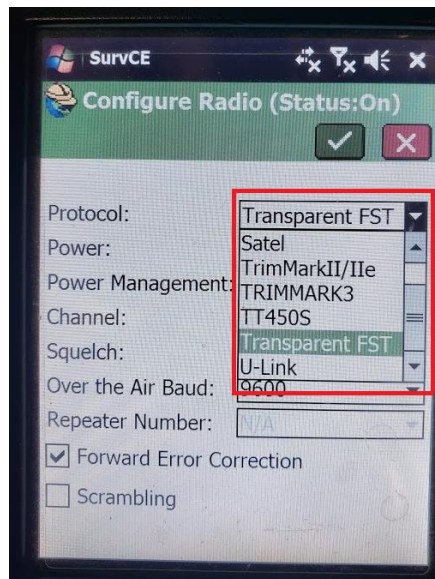 SurvCE
Configure Radio (Status:On)
Protocol: Transparent FST
Power: Satel
TrimMarkII/IIe
Power Management: TRIMMARK3
Channel: TT450S
Transparent FST
Squelch: U-Link
Over the Air Baud: 9600
Repeater Number: N/A
Forward Error Correction
Scrambling